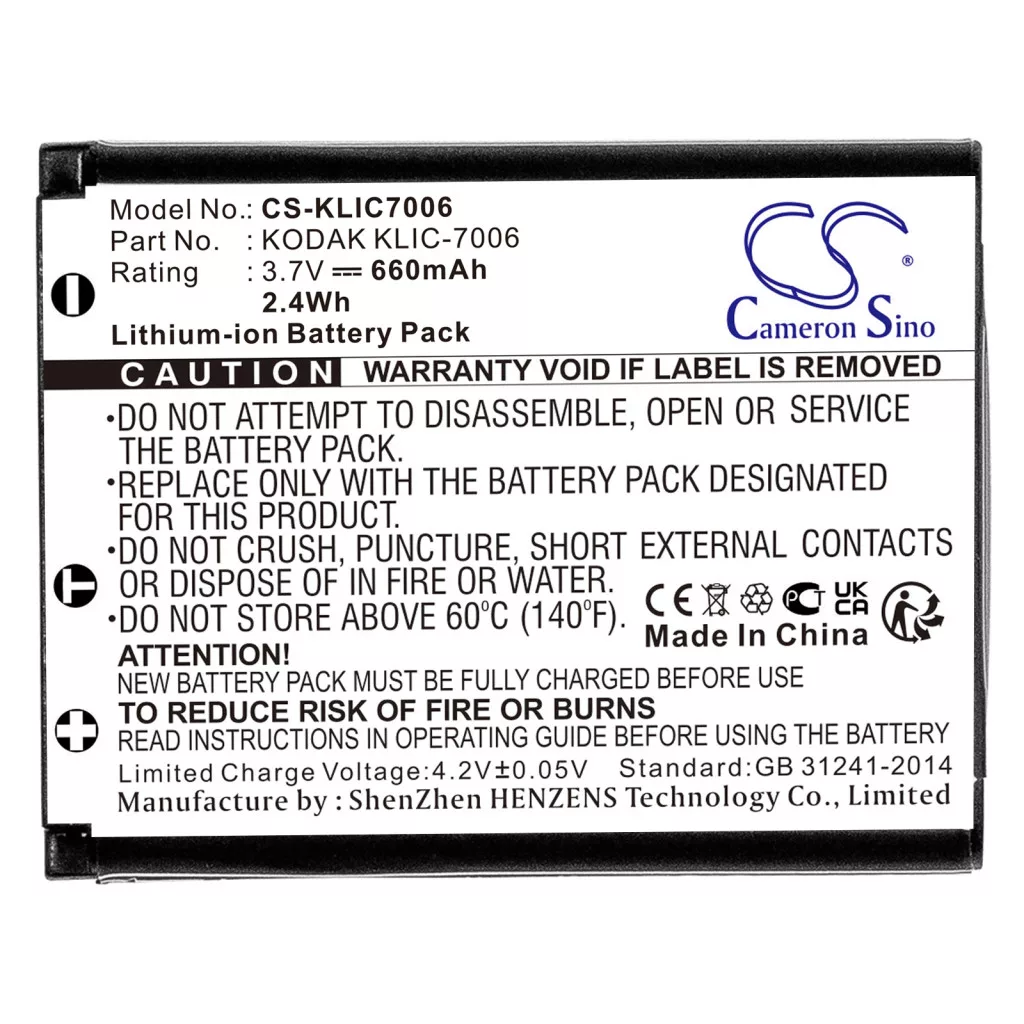 Model No.: CS-KLIC7006
Part No. : KODAK KLIC-7006
Rating : 3.7V 660mAh
2.4Wh
Lithium-ion Battery Pack
CS ®
Cameron Sino
CAUTION WARRANTY VOID IF LABEL IS REMOVED
•DO NOT ATTEMPT TO DISASSEMBLE, OPEN OR SERVICE
THE BATTERY PACK.
•REPLACE ONLY WITH THE BATTERY PACK DESIGNATED
FOR THIS PRODUCT.
•DO NOT CRUSH, PUNCTURE, SHORT EXTERNAL CONTACTS
OR DISPOSE OF IN FIRE OR WATER.
•DO NOT STORE ABOVE 60°C (140°F).
CE PCT UK
CA
Made In China
T
ATTENTION!
NEW BATTERY PACK MUST BE FULLY CHARGED BEFORE USE
TO REDUCE RISK OF FIRE OR BURNS
READ INSTRUCTIONS IN OPERATING GUIDE BEFORE USING THE BATTERY
Limited Charge Voltage:4.2V±0.05V Standard:GB 31241-2014
Manufacture by : ShenZhen HENZENS Technology Co., Limited